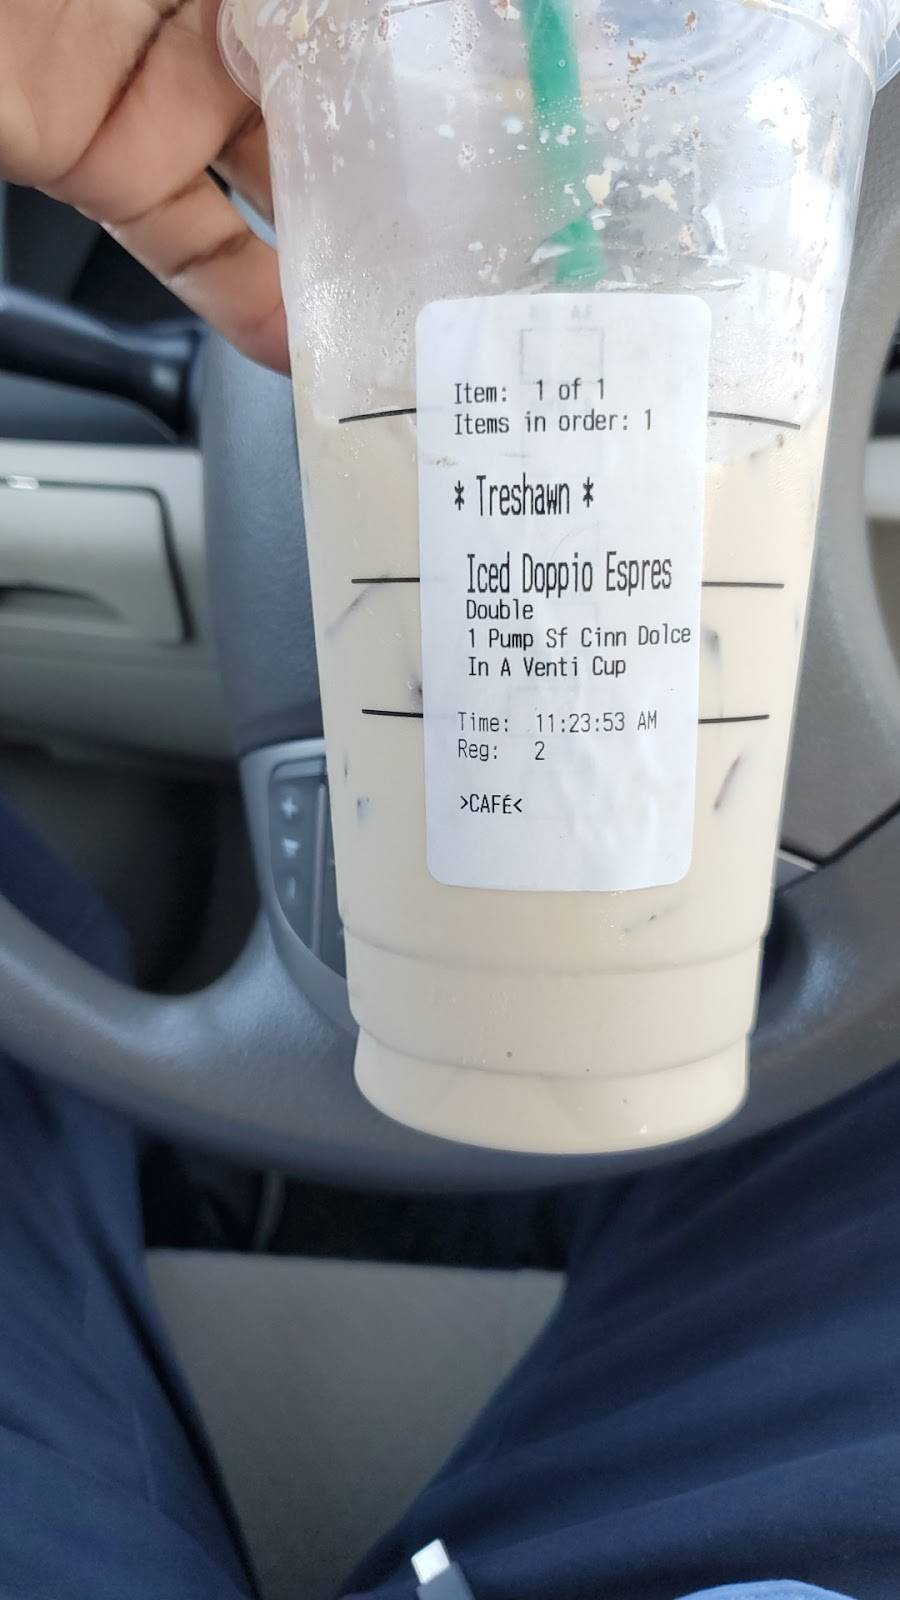 Item: 1 of 1
Items in order: 1
* Treshawn *
Iced Doppio Espres
Double
1 Pump Sf Cinn Dolce
In A Venti Cup
Time: 11:23:53 AM
Reg: 2
>CAFÉ<